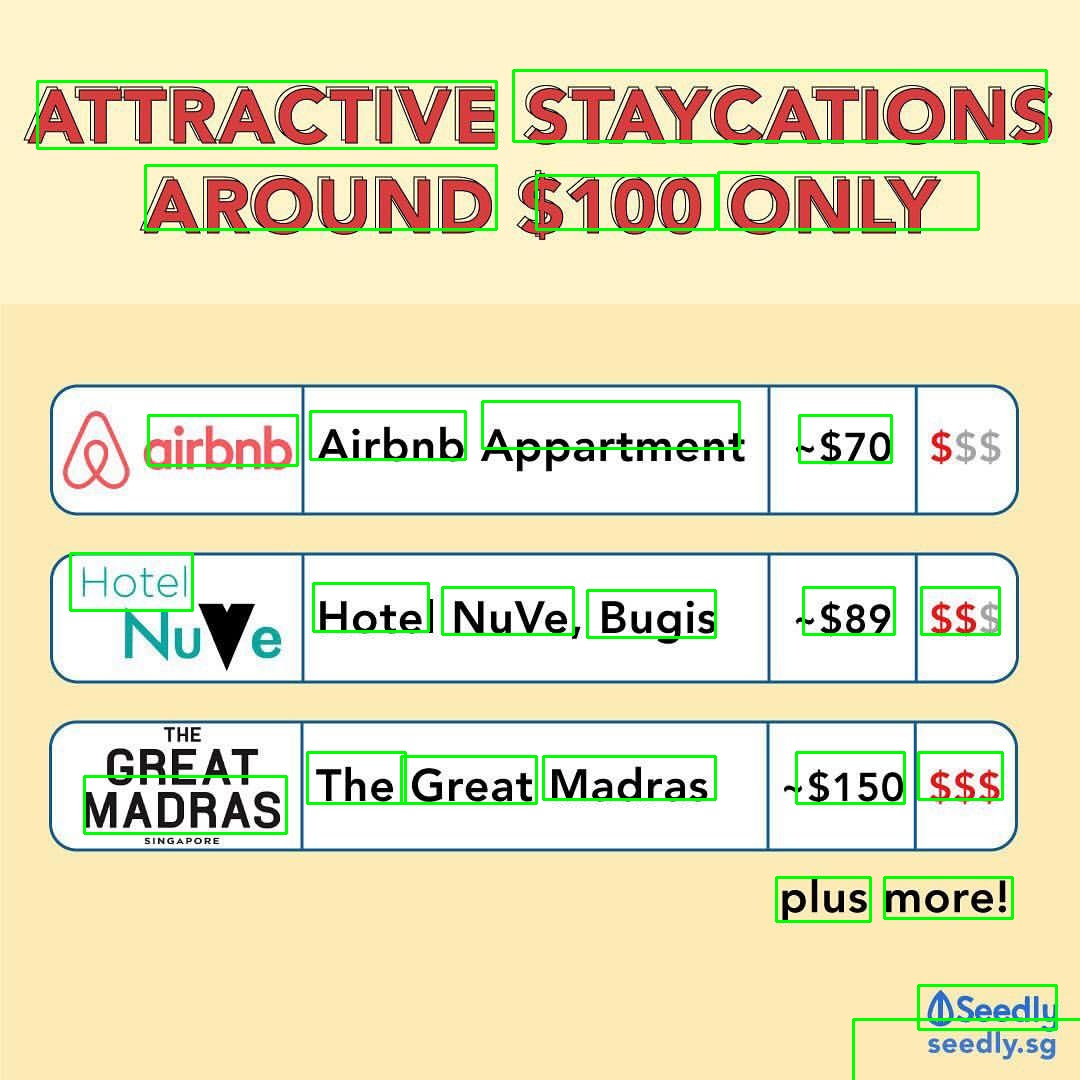 ATTRACTIVE STAYCATIONS
AROUND $100 ONLY
airbnb Airbnb Appartment ~$70 $$$
Hotel
NuVe Hotel NuVe, Bugis ~$89 $$$
THE
GREAT
MADRAS
SINGAPORE
The Great Madras ~$150 $$$
plus more!
Seedly
seedly.sg